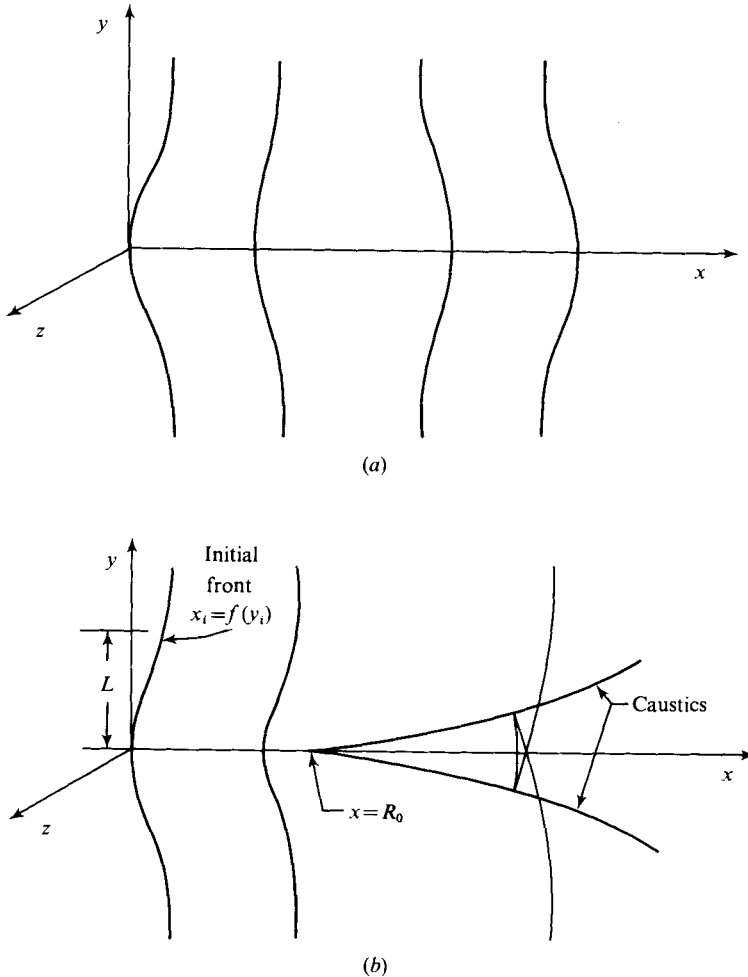 y
x
z
(a)
y
Initial
front
x_i = f(y_i)
L
Caustics
x
x = R_0
z
(b)